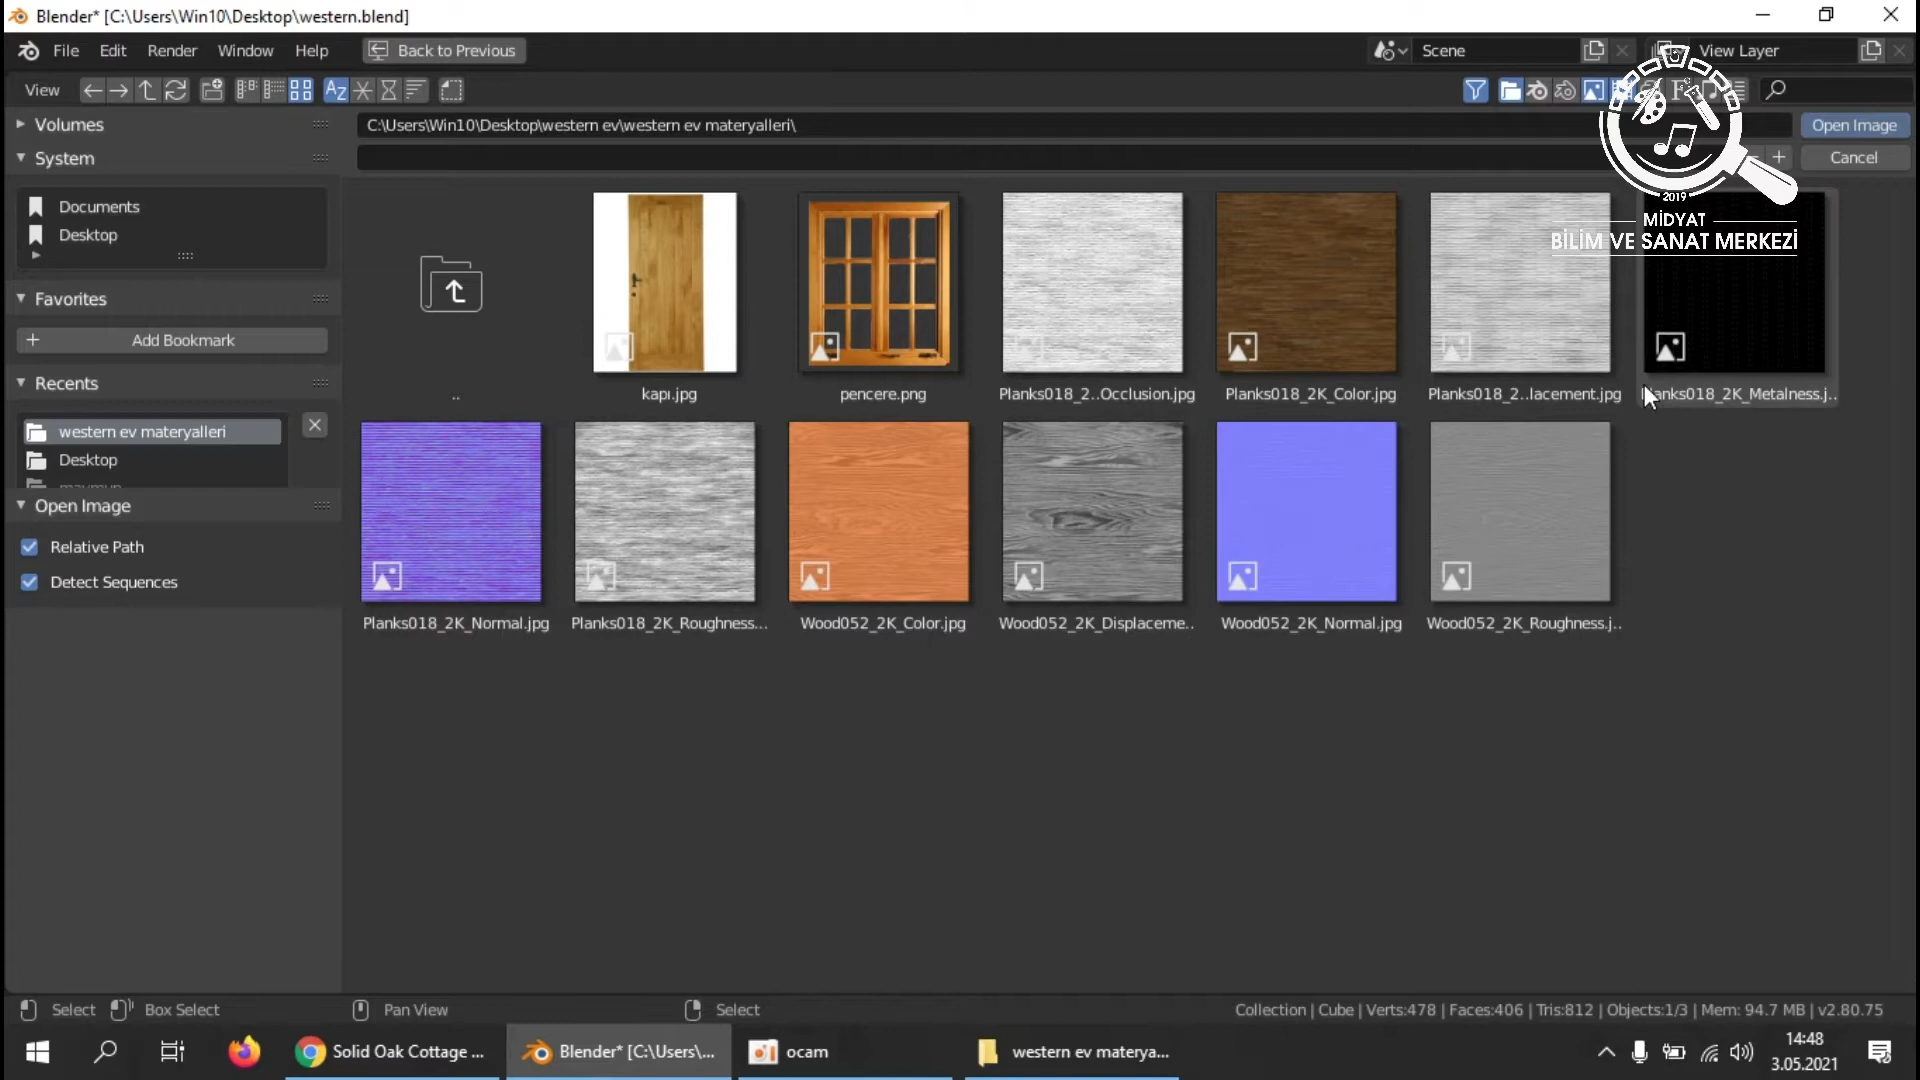 Blender* [C:\Users\Win10\Desktop\western.blend]
File Edit Render Window Help Back to Previous Scene View Layer
View
Volumes
C:\Users\Win10\Desktop\western ev\western ev materyalleri\ Open Image
System
Cancel
Documents
Desktop
Favorites
Add Bookmark
Recents
western ev materyalleri
Desktop
Open Image
Relative Path
Detect Sequences
2019
MİDYAT
BİLİM VE SANAT MERKEZİ
.. kapı.jpg pencere.png Planks018_2..Occlusion.jpg Planks018_2K_Color.jpg Planks018_2..lacement.jpg anks018_2K_Metalness.j..
Planks018_2K_Normal.jpg Planks018_2K_Roughness... Wood052_2K_Color.jpg Wood052_2K_Displaceme.. Wood052_2K_Normal.jpg Wood052_2K_Roughness.j..
Select Box Select Pan View Select Collection | Cube | Verts:478 | Faces:406 | Tris:812 | Objects:1/3 | Mem: 94.7 MB | v2.80.75
Solid Oak Cottage ... Blender* [C:\Users\... ocam western ev materya... 14:48
3.05.2021